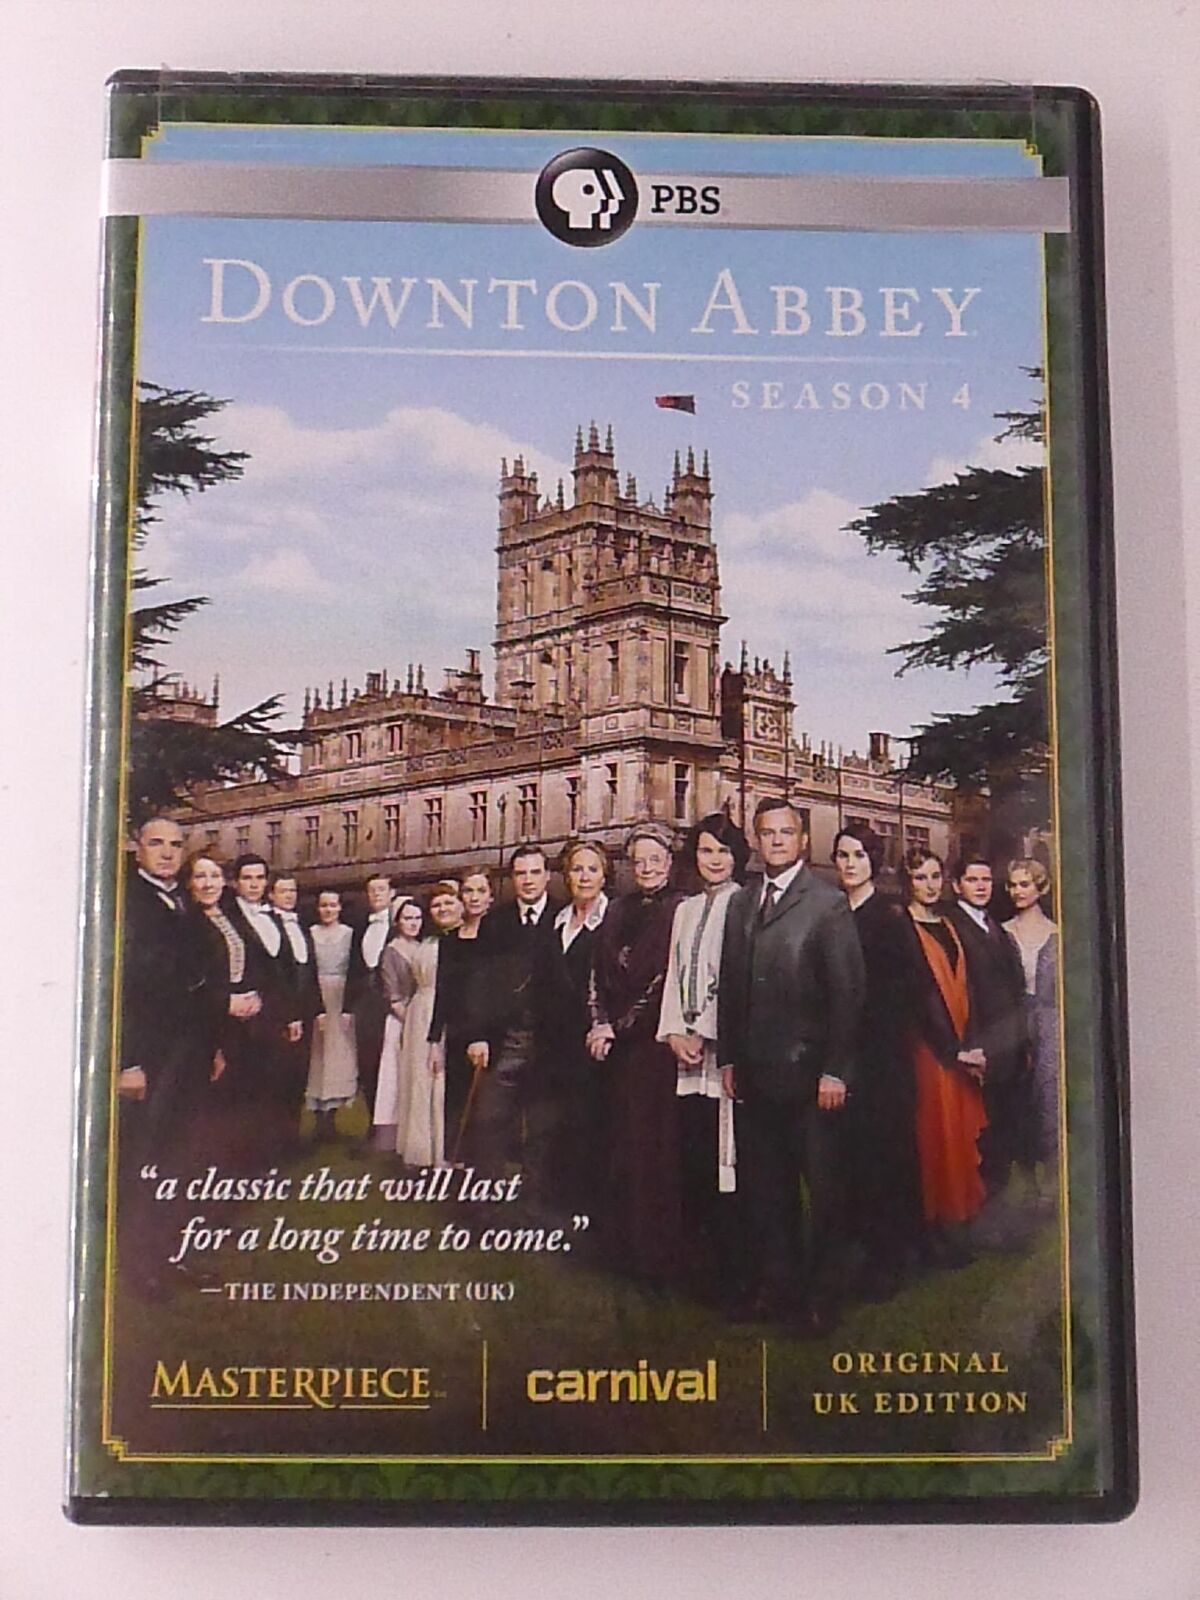 PBS
DOWNTON ABBEY
SEASON 4
“a classic that will last
for a long time to come.”
—THE INDEPENDENT (UK)
MASTERPIECE
carnival
ORIGINAL
UK EDITION